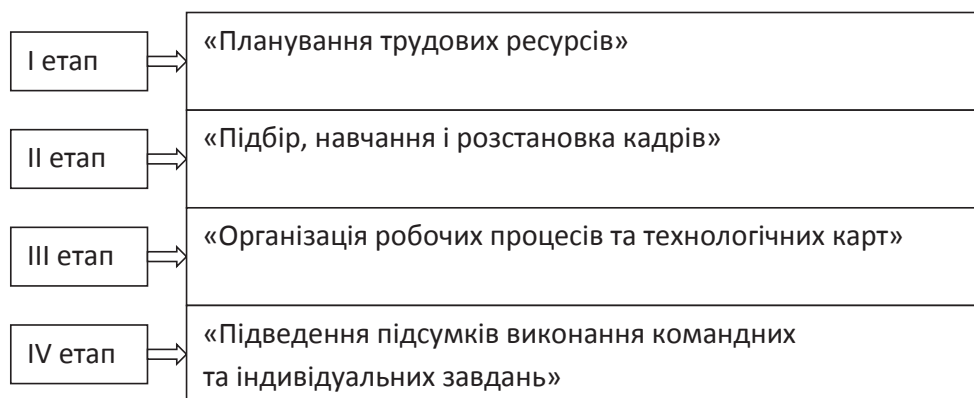 І етап
«Планування трудових ресурсів»
ІІ етап
«Підбір, навчання і розстановка кадрів»
ІІІ етап
«Організація робочих процесів та технологічних карт»
IV етап
«Підведення підсумків виконання командних
та індивідуальних завдань»